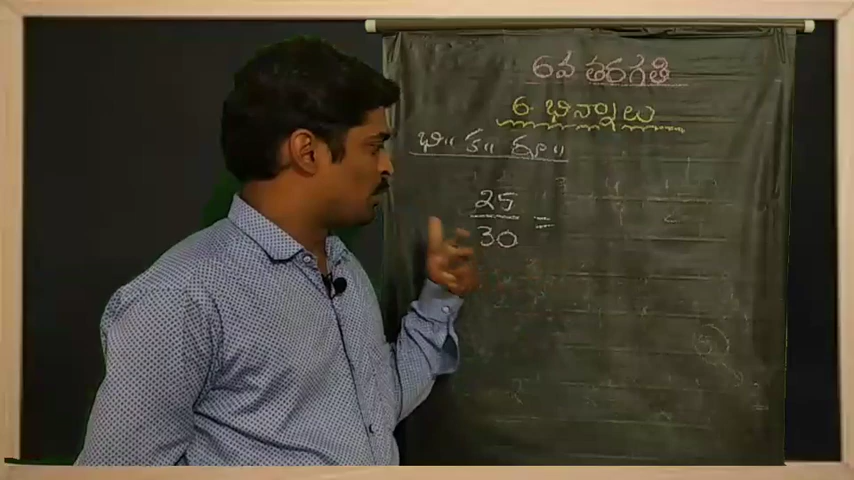 6వ తరగతి
6. భిన్నాలు
భి॥ క॥ రూ॥
25
30 =